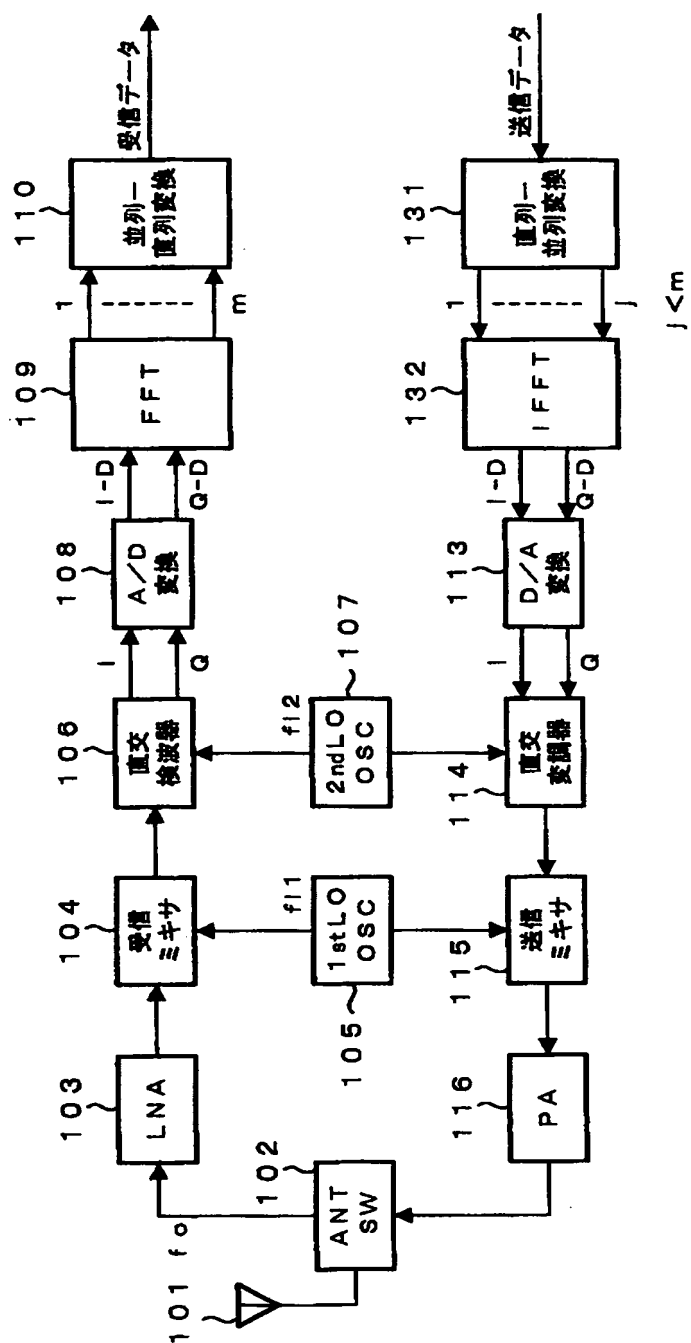 101
fo
102
ANT
SW
103
LNA
104
受信
ミキサ
106
直交
検波器
I
Q
108
A/D
変換
I-D
Q-D
109
FFT
1
m
110
並列ー
直列変換
受信データ
105
1stLO
OSC
fl1
107
2ndLO
OSC
fl2
116
PA
115
送信
ミキサ
114
直交
変調器
I
Q
113
D/A
変換
I-D
Q-D
132
IFFT
1
j
j<m
131
直列ー
並列変換
送信データ